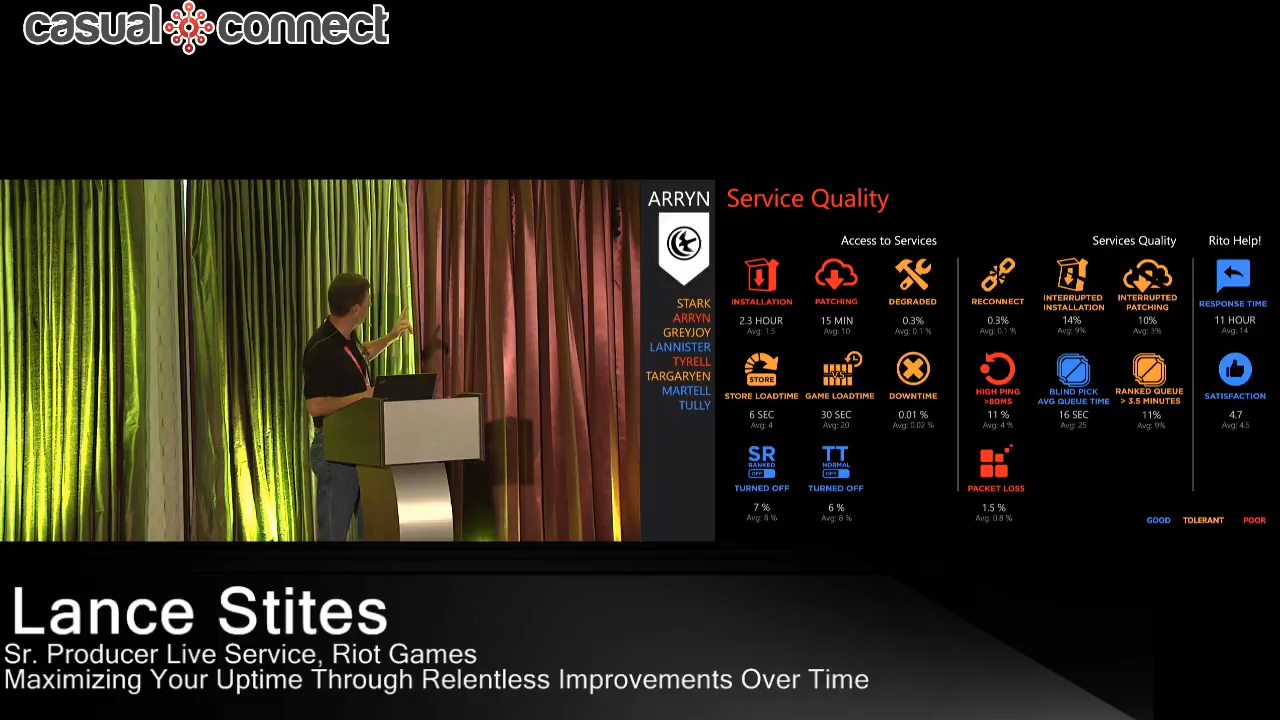 casual connect
ARRYN
STARK
ARRYN
GREYJOY
LANNISTER
TYRELL
TARGARYEN
MARTELL
TULLY
Service Quality
Access to Services
Services Quality
Rito Help!
INSTALLATION
2.3 HOUR
Avg: 1.5
PATCHING
15 MIN
Avg: 10
DEGRADED
0.3%
Avg: 0.1 %
RECONNECT
0.3%
Avg: 0.1 %
INTERRUPTED
INSTALLATION
14%
Avg: 9%
INTERRUPTED
PATCHING
10%
Avg: 3%
RESPONSE TIME
11 HOUR
Avg: 14
STORE
STORE LOADTIME
6 SEC
Avg: 4
VS
GAME LOADTIME
30 SEC
Avg: 20
DOWNTIME
0.01 %
Avg: 0.02 %
HIGH PING
>80MS
11 %
Avg: 4 %
BLIND PICK
AVG QUEUE TIME
16 SEC
Avg: 25
RANKED QUEUE
> 3.5 MINUTES
11%
Avg: 9%
SATISFACTION
4.7
Avg: 4.5
SR
RANKED
OFF
TURNED OFF
7 %
Avg: 8 %
TT
NORMAL
OFF
TURNED OFF
6 %
Avg: 8 %
PACKET LOSS
1.5 %
Avg: 0.8 %
GOOD TOLERANT POOR
Lance Stites
Sr. Producer Live Service, Riot Games
Maximizing Your Uptime Through Relentless Improvements Over Time